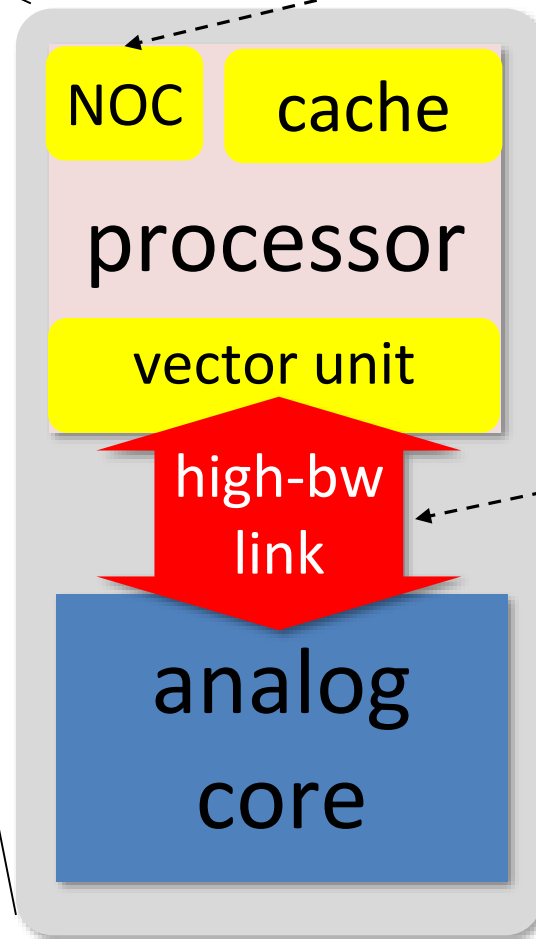 NOC
cache
processor
vector unit
high-bw
link
analog
core